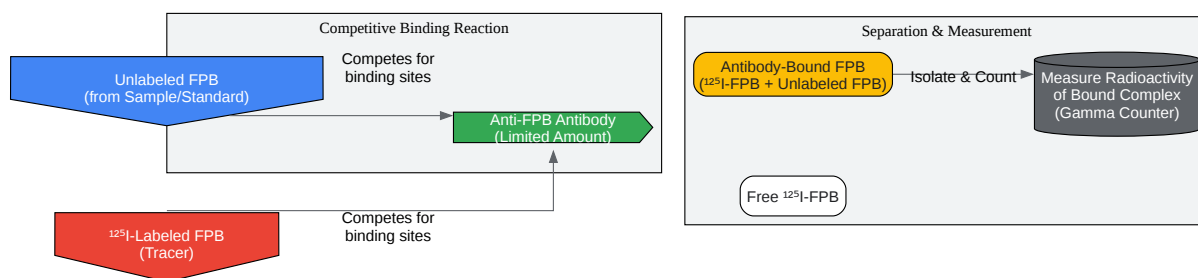 Competitive Binding Reaction
Competes for
binding sites
Unlabeled FPB
(from Sample/Standard)
Anti-FPB Antibody
(Limited Amount)
Competes for
binding sites
¹²⁵I-Labeled FPB
(Tracer)
Separation & Measurement
Antibody-Bound FPB
(¹²⁵I-FPB + Unlabeled FPB)
Isolate & Count
Measure Radioactivity
of Bound Complex
(Gamma Counter)
Free ¹²⁵I-FPB